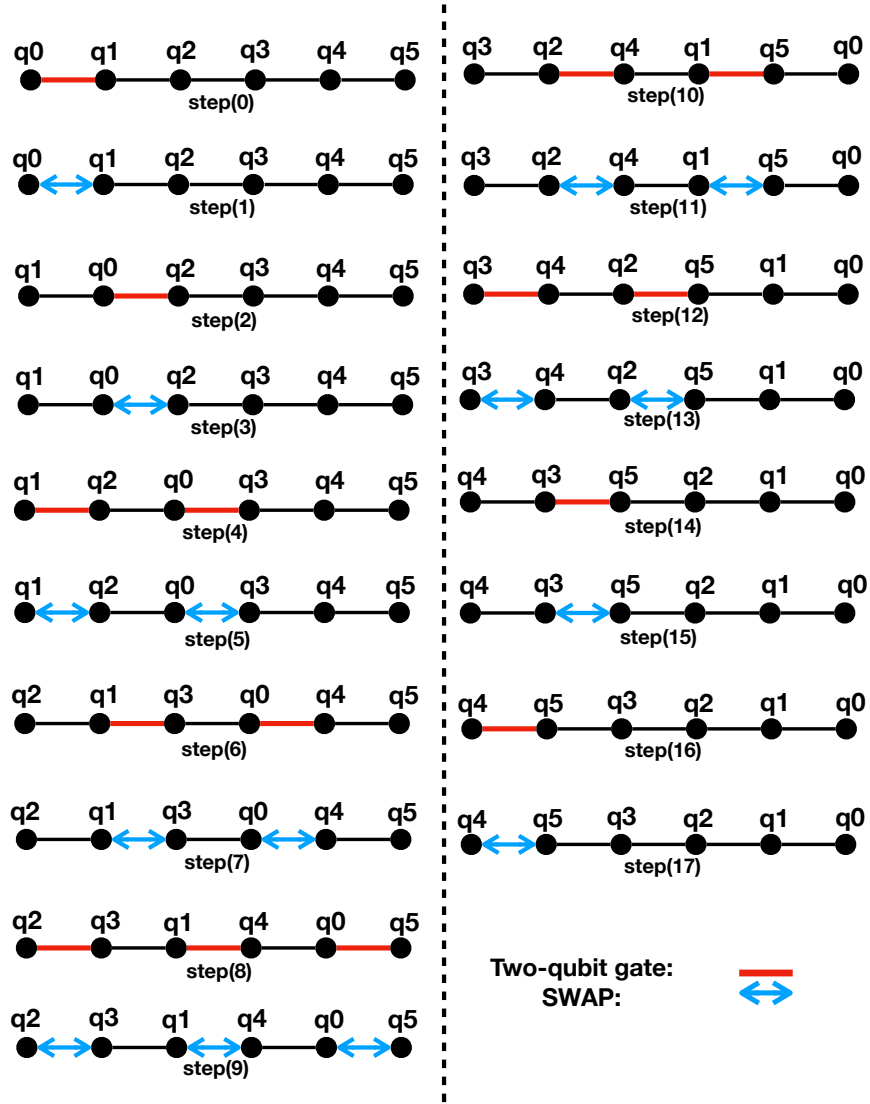 q0 q1 q2 q3 q4 q5
step(0)
q0 q1 q2 q3 q4 q5
step(1)
q1 q0 q2 q3 q4 q5
step(2)
q1 q0 q2 q3 q4 q5
step(3)
q1 q2 q0 q3 q4 q5
step(4)
q1 q2 q0 q3 q4 q5
step(5)
q2 q1 q3 q0 q4 q5
step(6)
q2 q1 q3 q0 q4 q5
step(7)
q2 q3 q1 q4 q0 q5
step(8)
q2 q3 q1 q4 q0 q5
step(9)
q3 q2 q4 q1 q5 q0
step(10)
q3 q2 q4 q1 q5 q0
step(11)
q3 q4 q2 q5 q1 q0
step(12)
q3 q4 q2 q5 q1 q0
step(13)
q4 q3 q5 q2 q1 q0
step(14)
q4 q3 q5 q2 q1 q0
step(15)
q4 q5 q3 q2 q1 q0
step(16)
q4 q5 q3 q2 q1 q0
step(17)
Two-qubit gate:
SWAP: